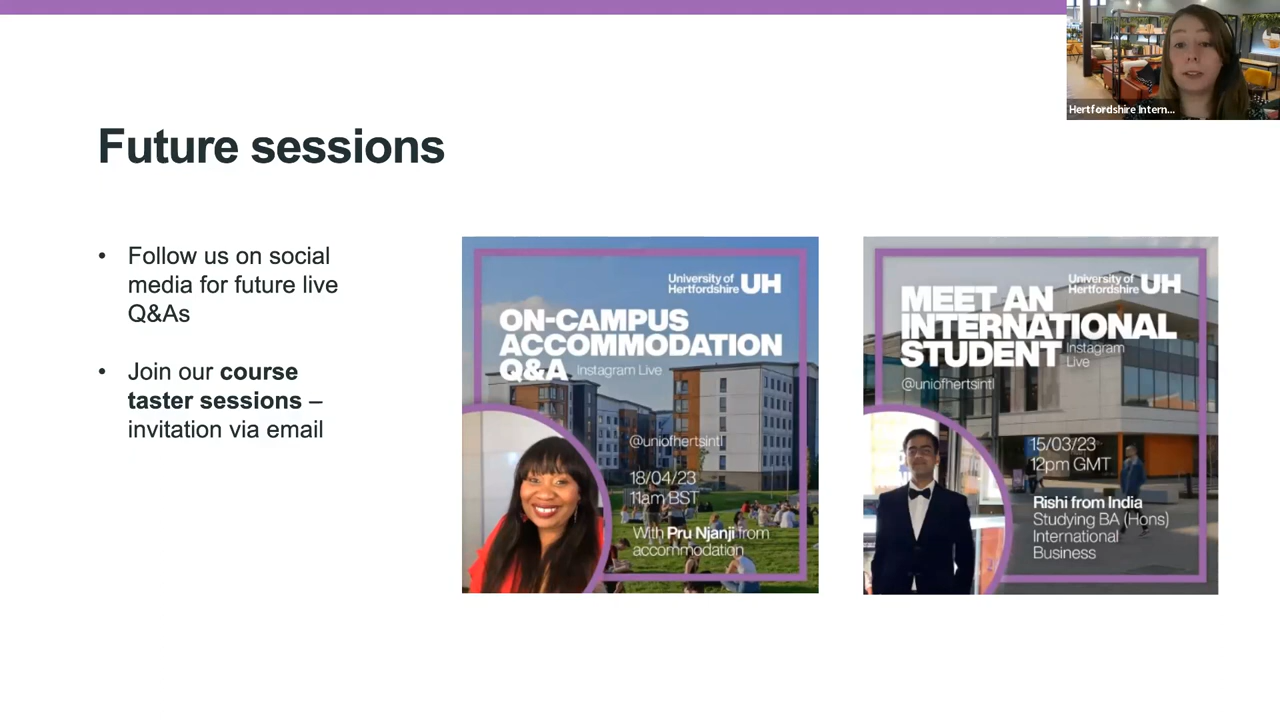 Hertfordshire Intern...
Future sessions
• Follow us on social
media for future live
Q&As
• Join our course
taster sessions –
invitation via email
University of
Hertfordshire UH
ON-CAMPUS
ACCOMMODATION
Q&A Instagram Live
@uniofhertsintl
18/04/23
11am BST
With Pru Njanji from
accommodation
University of
Hertfordshire UH
MEET AN
INTERNATIONAL
STUDENT Instagram
Live
@uniofhertsintl
15/03/23
12pm GMT
Rishi from India
Studying BA (Hons)
International
Business